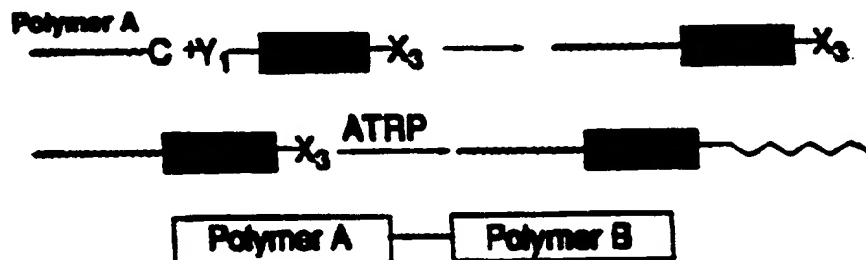 Polymer A
C +Y₁ X₃ X₃
X₃ ATRP
Polymer A Polymer B